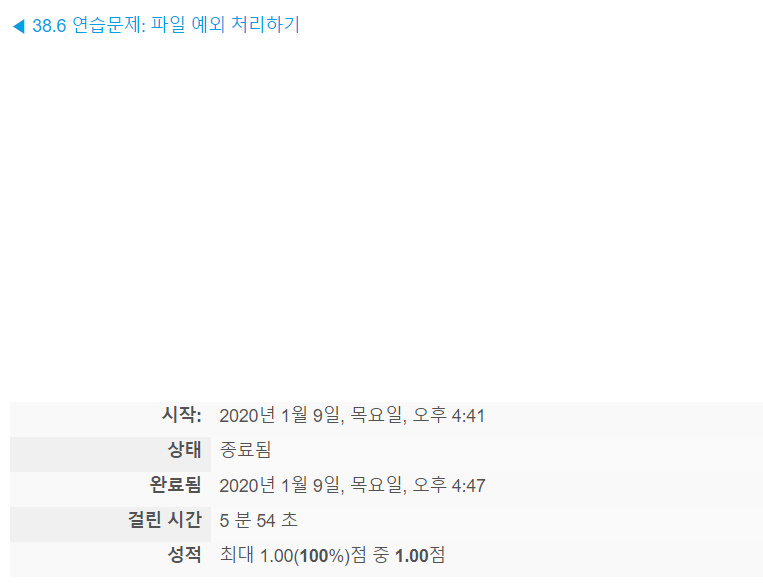 ◀ 38.6 연습문제: 파일 예외 처리하기
시작: 2020년 1월 9일, 목요일, 오후 4:41
상태 종료됨
완료됨 2020년 1월 9일, 목요일, 오후 4:47
걸린 시간 5 분 54 초
성적 최대 1.00(100%)점 중 1.00점